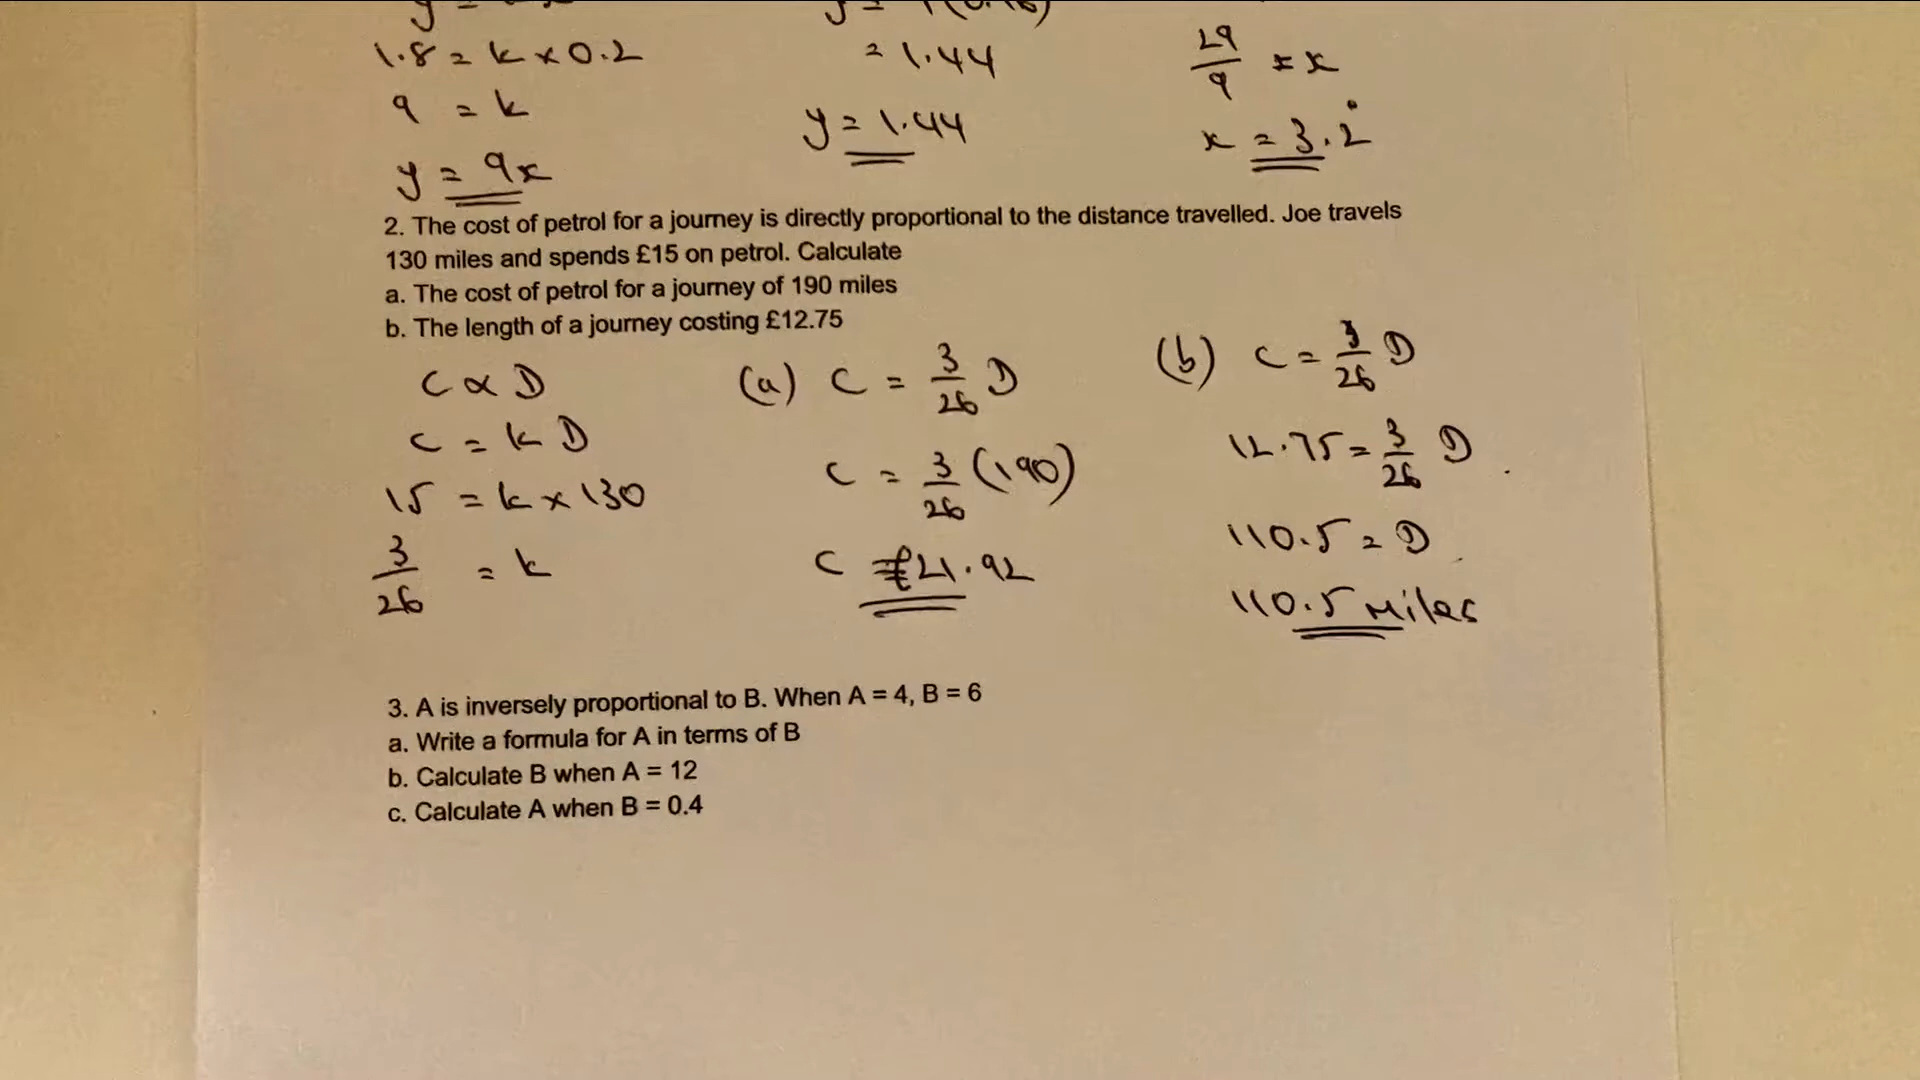 1.8 = k × 0.2
= 1.44
29/9 = x
9 = k
y = 1.44
x = 3.2̇
y = 9x
2. The cost of petrol for a journey is directly proportional to the distance travelled. Joe travels
130 miles and spends £15 on petrol. Calculate
a. The cost of petrol for a journey of 190 miles
b. The length of a journey costing £12.75
C ∝ D
C = kD
15 = k × 130
3/26 = k
(a) C = 3/26 D
C = 3/26 (190)
C = £21.92
(b) C = 3/26 D
12.75 = 3/26 D
110.5 = D
110.5 miles
3. A is inversely proportional to B. When A = 4, B = 6
a. Write a formula for A in terms of B
b. Calculate B when A = 12
c. Calculate A when B = 0.4